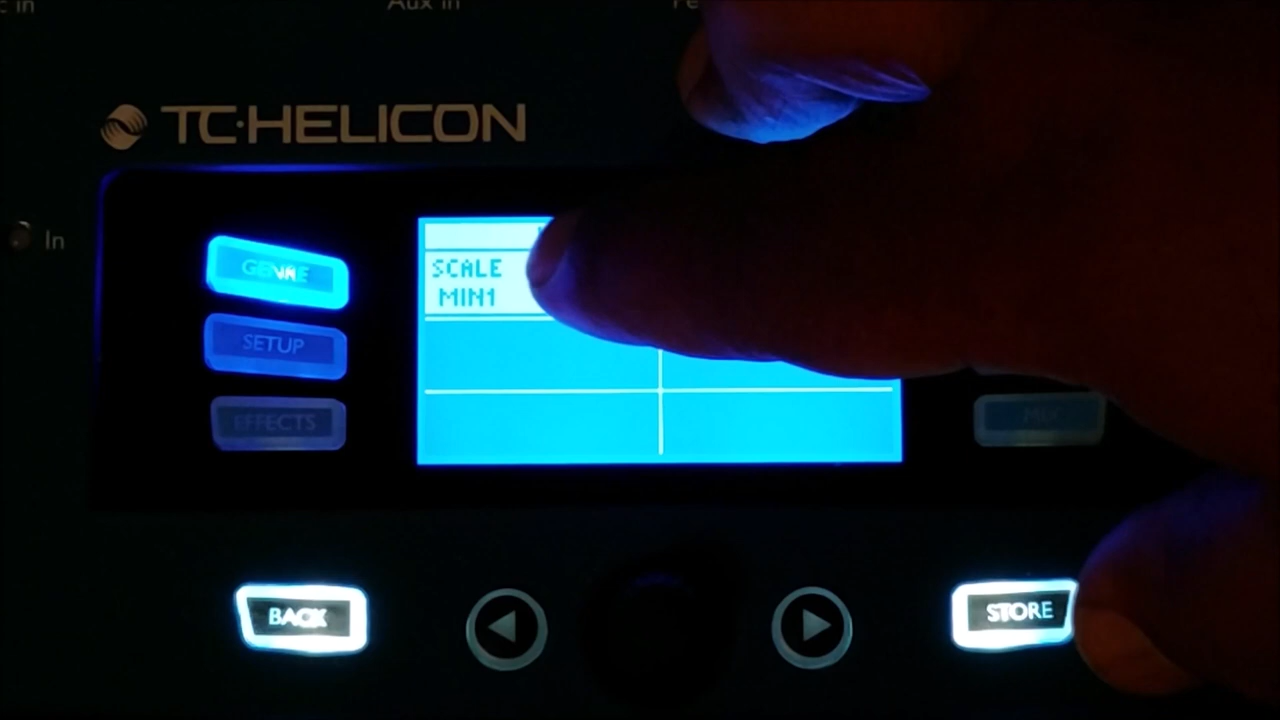 Aux in
TC·HELICON
In
GENRE
SCALE
MIN1
SETUP
EFFECTS
MIX
BACK
STORE